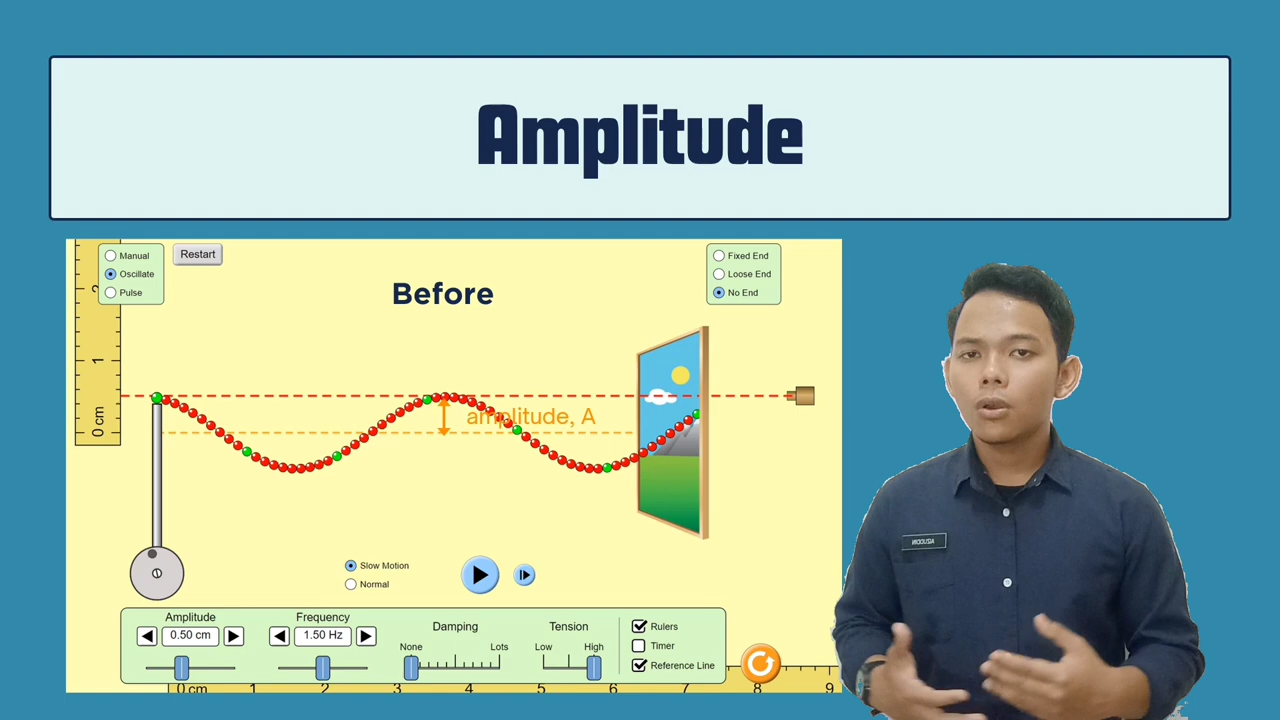 Amplitude
Manual
Oscillate
Pulse
Restart
Before
Fixed End
Loose End
No End
2
1
0 cm
amplitude, A
Slow Motion
Normal
Amplitude
0.50 cm
Frequency
1.50 Hz
Damping
None
Lots
Tension
Low
High
Rulers
Timer
Reference Line
0 cm 1 2 3 4 5 6 7 8 9